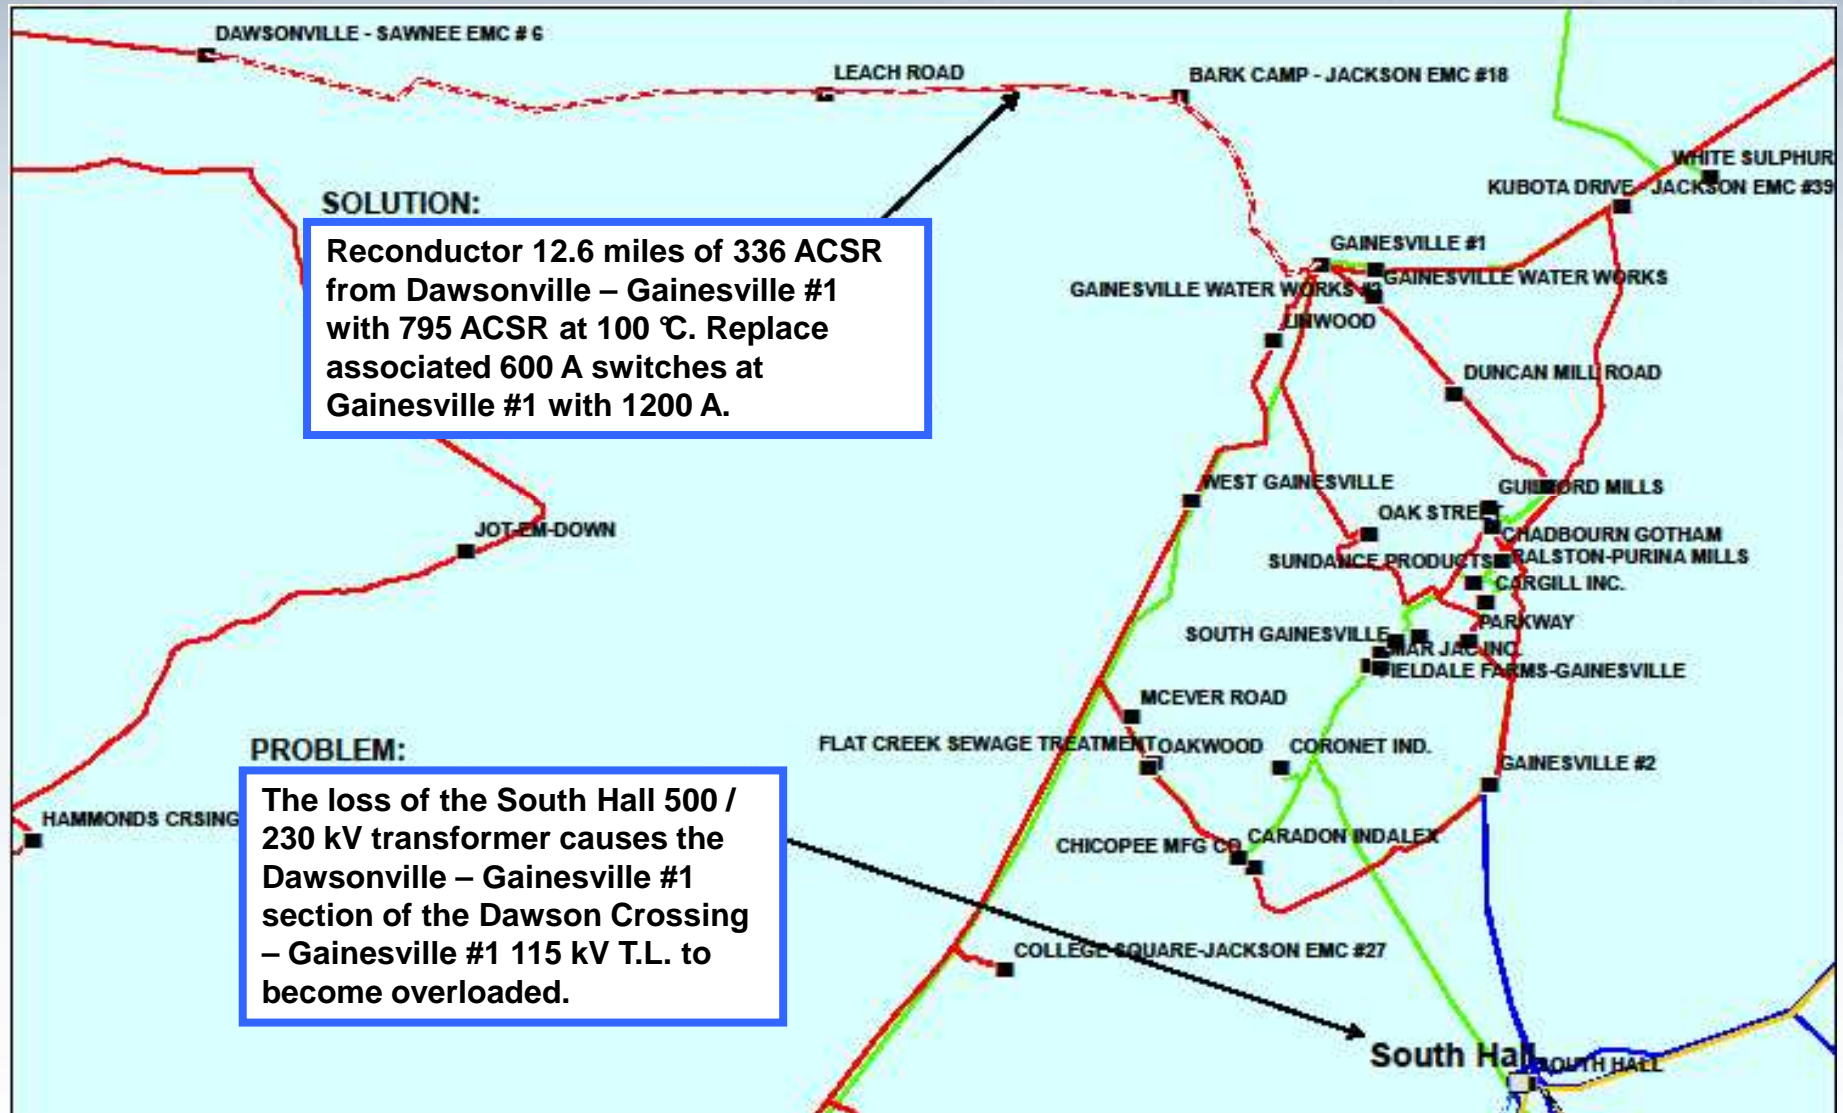 DAWSONVILLE - SAWNEE EMC # 6
LEACH ROAD
BARK CAMP - JACKSON EMC #18
WHITE SULPHUR
KUBOTA DRIVE - JACKSON EMC #39
SOLUTION:
Reconductor 12.6 miles of 336 ACSR
from Dawsonville – Gainesville #1
with 795 ACSR at 100 °C. Replace
associated 600 A switches at
Gainesville #1 with 1200 A.
GAINESVILLE #1
GAINESVILLE WATER WORKS
GAINESVILLE WATER WORKS #2
LINWOOD
DUNCAN MILL ROAD
WEST GAINESVILLE
GUILFORD MILLS
OAK STREET
CHADBOURN GOTHAM
JOT-EM-DOWN
SUNDANCE PRODUCTS
RALSTON-PURINA MILLS
CARGILL INC.
PARKWAY
SOUTH GAINESVILLE
MAR JAC INC.
FIELDALE FARMS-GAINESVILLE
MCEVER ROAD
FLAT CREEK SEWAGE TREATMENT
OAKWOOD
CORONET IND.
GAINESVILLE #2
PROBLEM:
The loss of the South Hall 500 /
230 kV transformer causes the
Dawsonville – Gainesville #1
section of the Dawson Crossing
– Gainesville #1 115 kV T.L. to
become overloaded.
HAMMONDS CRSING
CHICOPEE MFG CO
CARADON INDALEX
COLLEGE SQUARE-JACKSON EMC #27
South Hall
SOUTH HALL